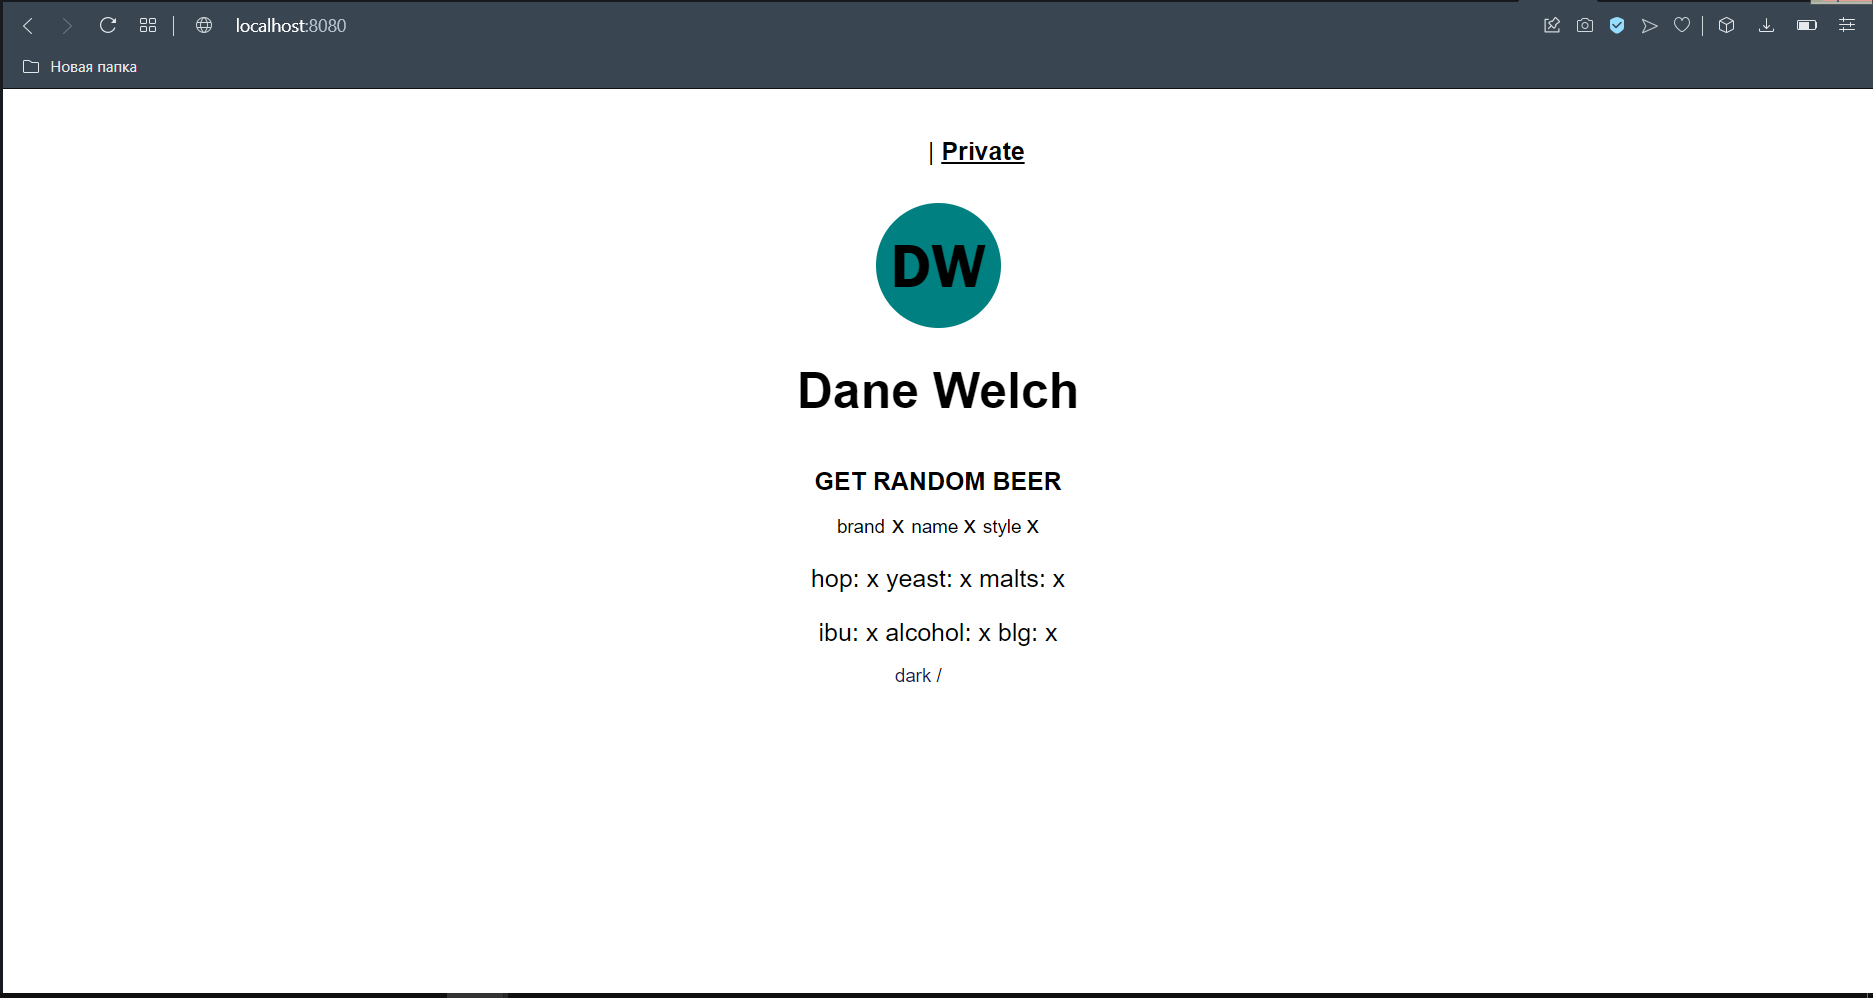 localhost:8080
Новая папка
| Private
DW
Dane Welch
GET RANDOM BEER
brand x name x style x
hop: x yeast: x malts: x
ibu: x alcohol: x blg: x
dark /